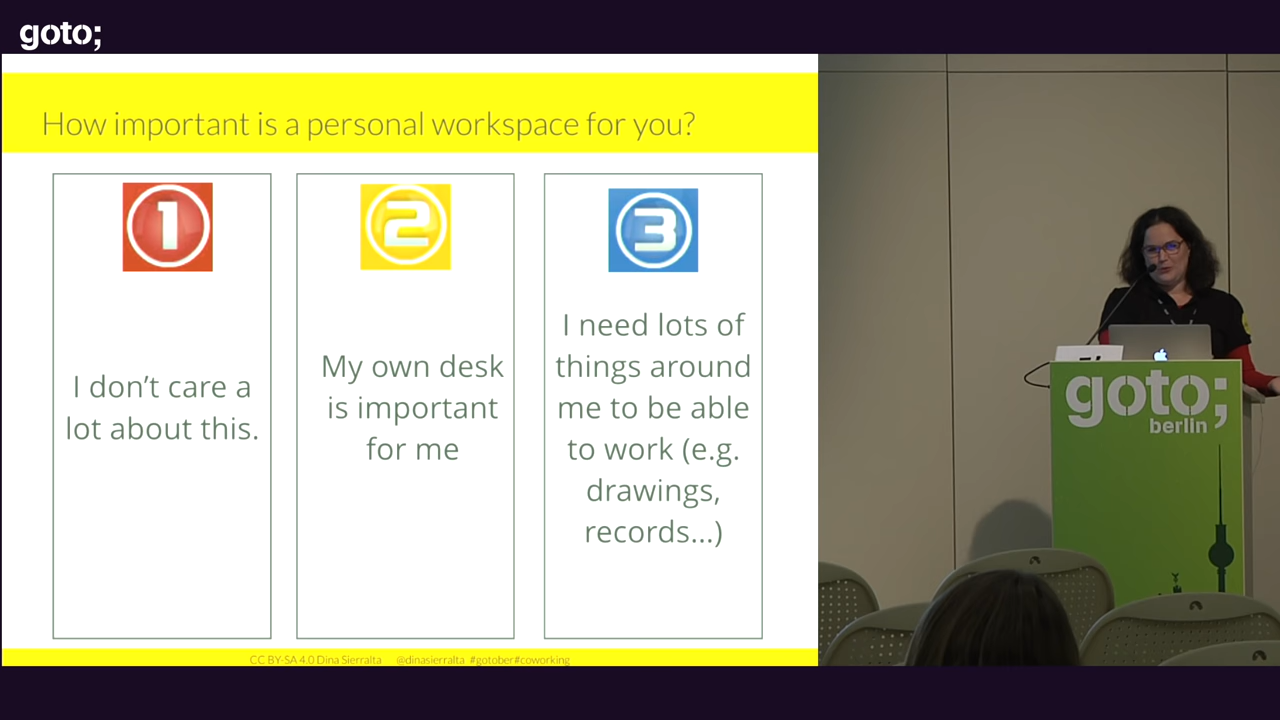 goto;
How important is a personal workspace for you?
1
I don't care a
lot about this.
2
My own desk
is important
for me
3
I need lots of
things around
me to be able
to work (e.g.
drawings,
records...)
CC BY-SA 4.0 Dina Sierralta @dinasierralta #gotober#coworking
goto;
berlin